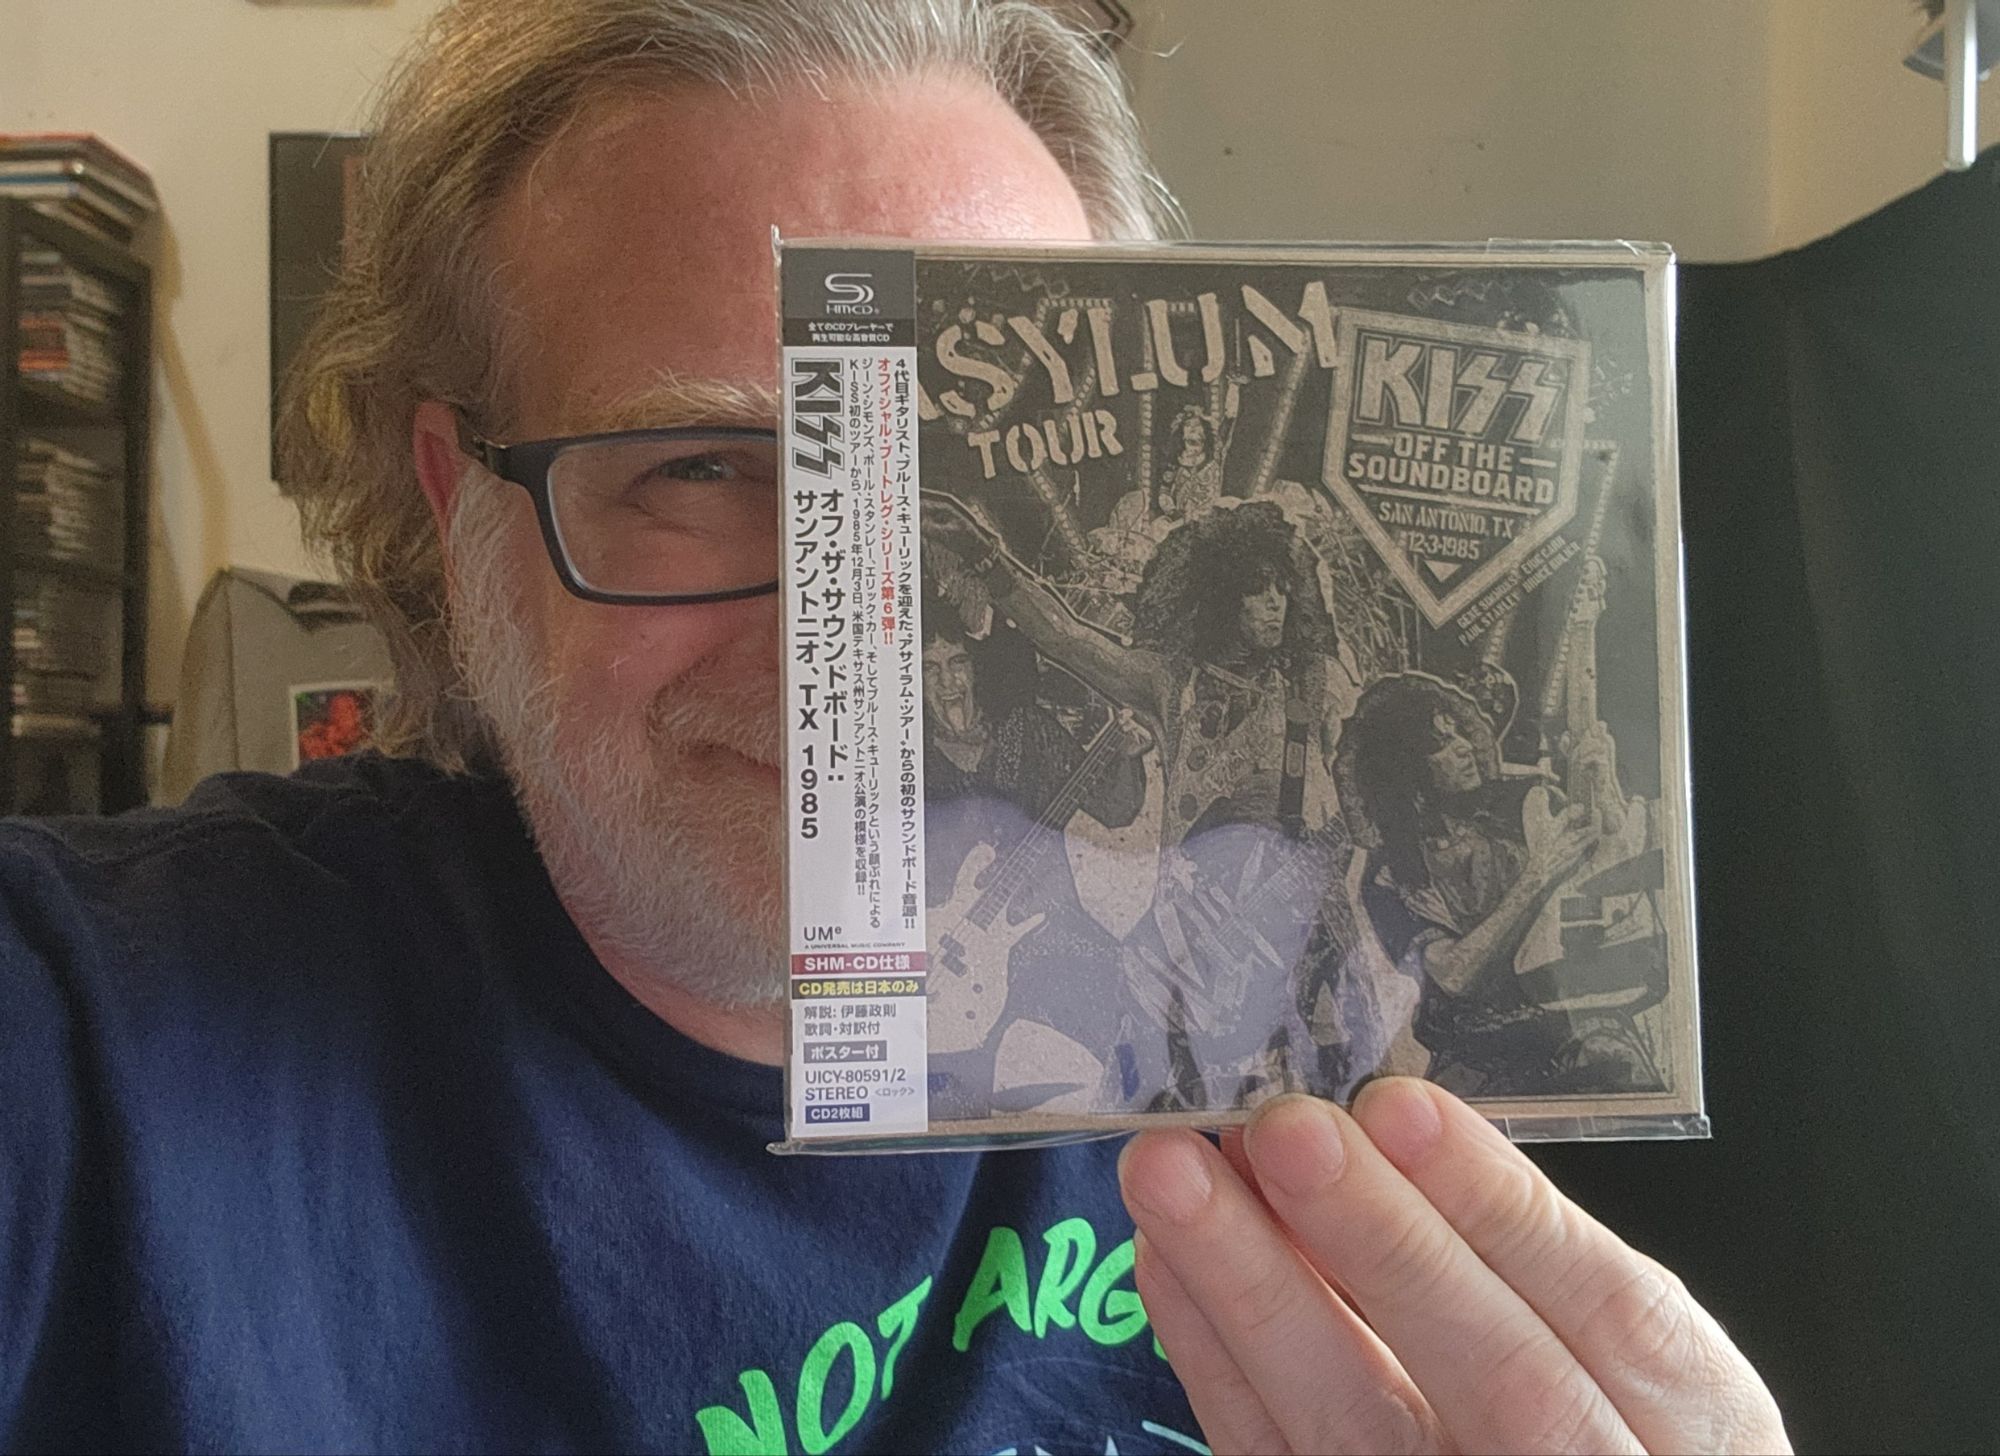 HMCD
全てのCDプレーヤーで
再生可能な高音質CD
4代目ギタリスト、ブルース・キューリックを迎えた“アサイラム・ツアー”からの初のサウンドボード音源!!
オフィシャル・ブートレグ・シリーズ第6弾!!
ジーン・シモンズ、ポール・スタンレー、エリック・カー、そしてブルース・キューリックという顔ぶれによる
KISS初のツアーから、1985年12月3日、米国テキサス州サンアントニオ公演の模様を収録!!
KISS
オフ・ザ・サウンドボード:
サンアントニオ、TX 1985
UMe
A UNIVERSAL MUSIC COMPANY
SHM-CD仕様
CD発売は日本のみ
解説: 伊藤政則
歌詞・対訳付
ポスター付
UICY-80591/2
STEREO <ロック>
CD2枚組
ASYLUM
TOUR
KISS
OFF THE
SOUNDBOARD
SAN ANTONIO, TX
12-3-1985
GENE SIMMONS ERIC CARR
PAUL STANLEY BRUCE KULICK
NOT ARG